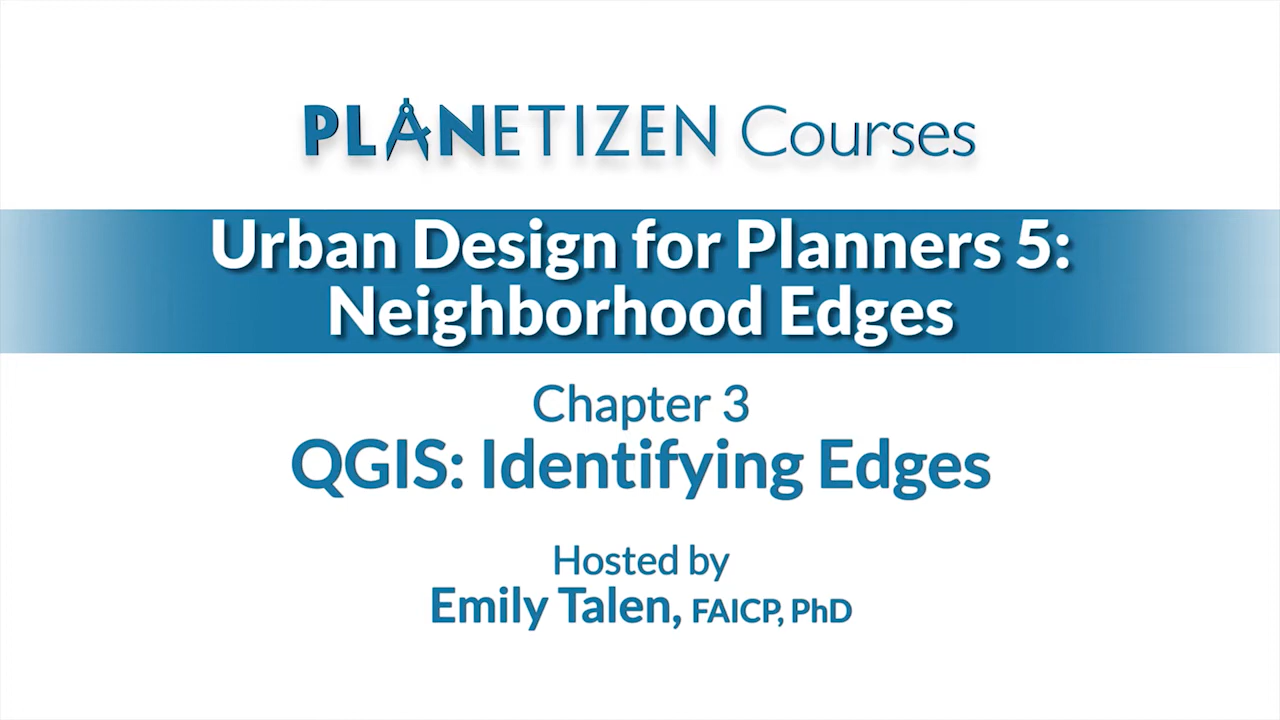 PLANETIZEN Courses
Urban Design for Planners 5:
Neighborhood Edges
Chapter 3
QGIS: Identifying Edges
Hosted by
Emily Talen, FAICP, PhD